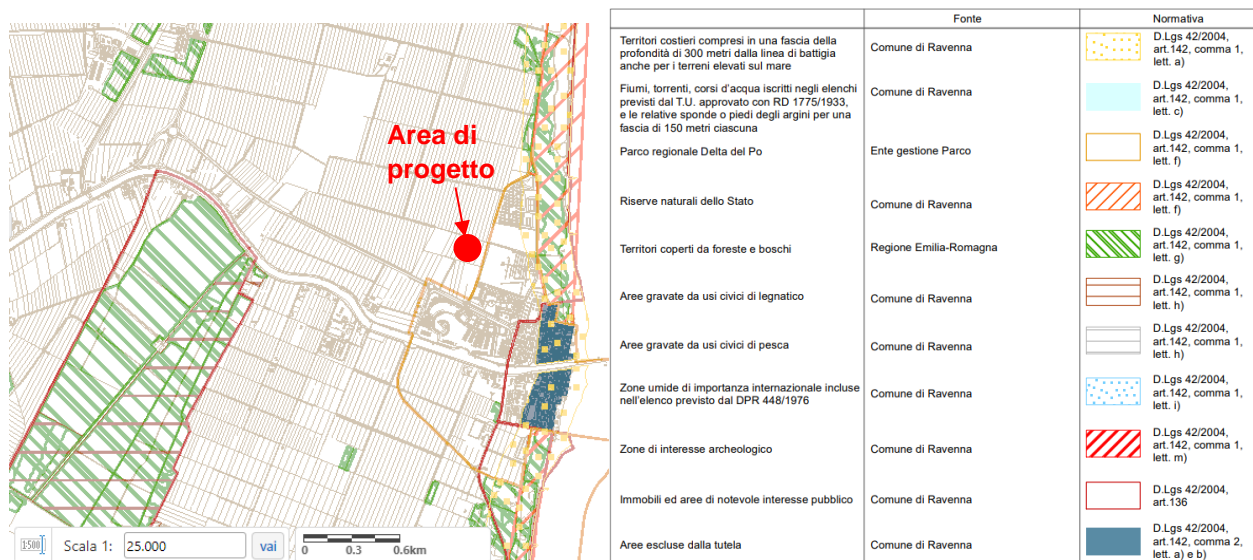 Area di
progetto
1:500
Scala 1:
25.000
vai
0 0.3 0.6km
Fonte Normativa
Territori costieri compresi in una fascia della
profondità di 300 metri dalla linea di battigia
anche per i terreni elevati sul mare
Comune di Ravenna
D.Lgs 42/2004,
art.142, comma 1,
lett. a)
Fiumi, torrenti, corsi d'acqua iscritti negli elenchi
previsti dal T.U. approvato con RD 1775/1933,
e le relative sponde o piedi degli argini per una
fascia di 150 metri ciascuna
Comune di Ravenna
D.Lgs 42/2004,
art.142, comma 1,
lett. c)
Parco regionale Delta del Po
Ente gestione Parco
D.Lgs 42/2004,
art.142, comma 1,
lett. f)
Riserve naturali dello Stato
Comune di Ravenna
D.Lgs 42/2004,
art.142, comma 1,
lett. f)
Territori coperti da foreste e boschi
Regione Emilia-Romagna
D.Lgs 42/2004,
art.142, comma 1,
lett. g)
Aree gravate da usi civici di legnatico
Comune di Ravenna
D.Lgs 42/2004,
art.142, comma 1,
lett. h)
Aree gravate da usi civici di pesca
Comune di Ravenna
D.Lgs 42/2004,
art.142, comma 1,
lett. h)
Zone umide di importanza internazionale incluse
nell'elenco previsto dal DPR 448/1976
Comune di Ravenna
D.Lgs 42/2004,
art.142, comma 1,
lett. i)
Zone di interesse archeologico
Comune di Ravenna
D.Lgs 42/2004,
art.142, comma 1,
lett. m)
Immobili ed aree di notevole interesse pubblico
Comune di Ravenna
D.Lgs 42/2004,
art.136
Aree escluse dalla tutela
Comune di Ravenna
D.Lgs 42/2004,
art.142, comma 2,
lett. a) e b)